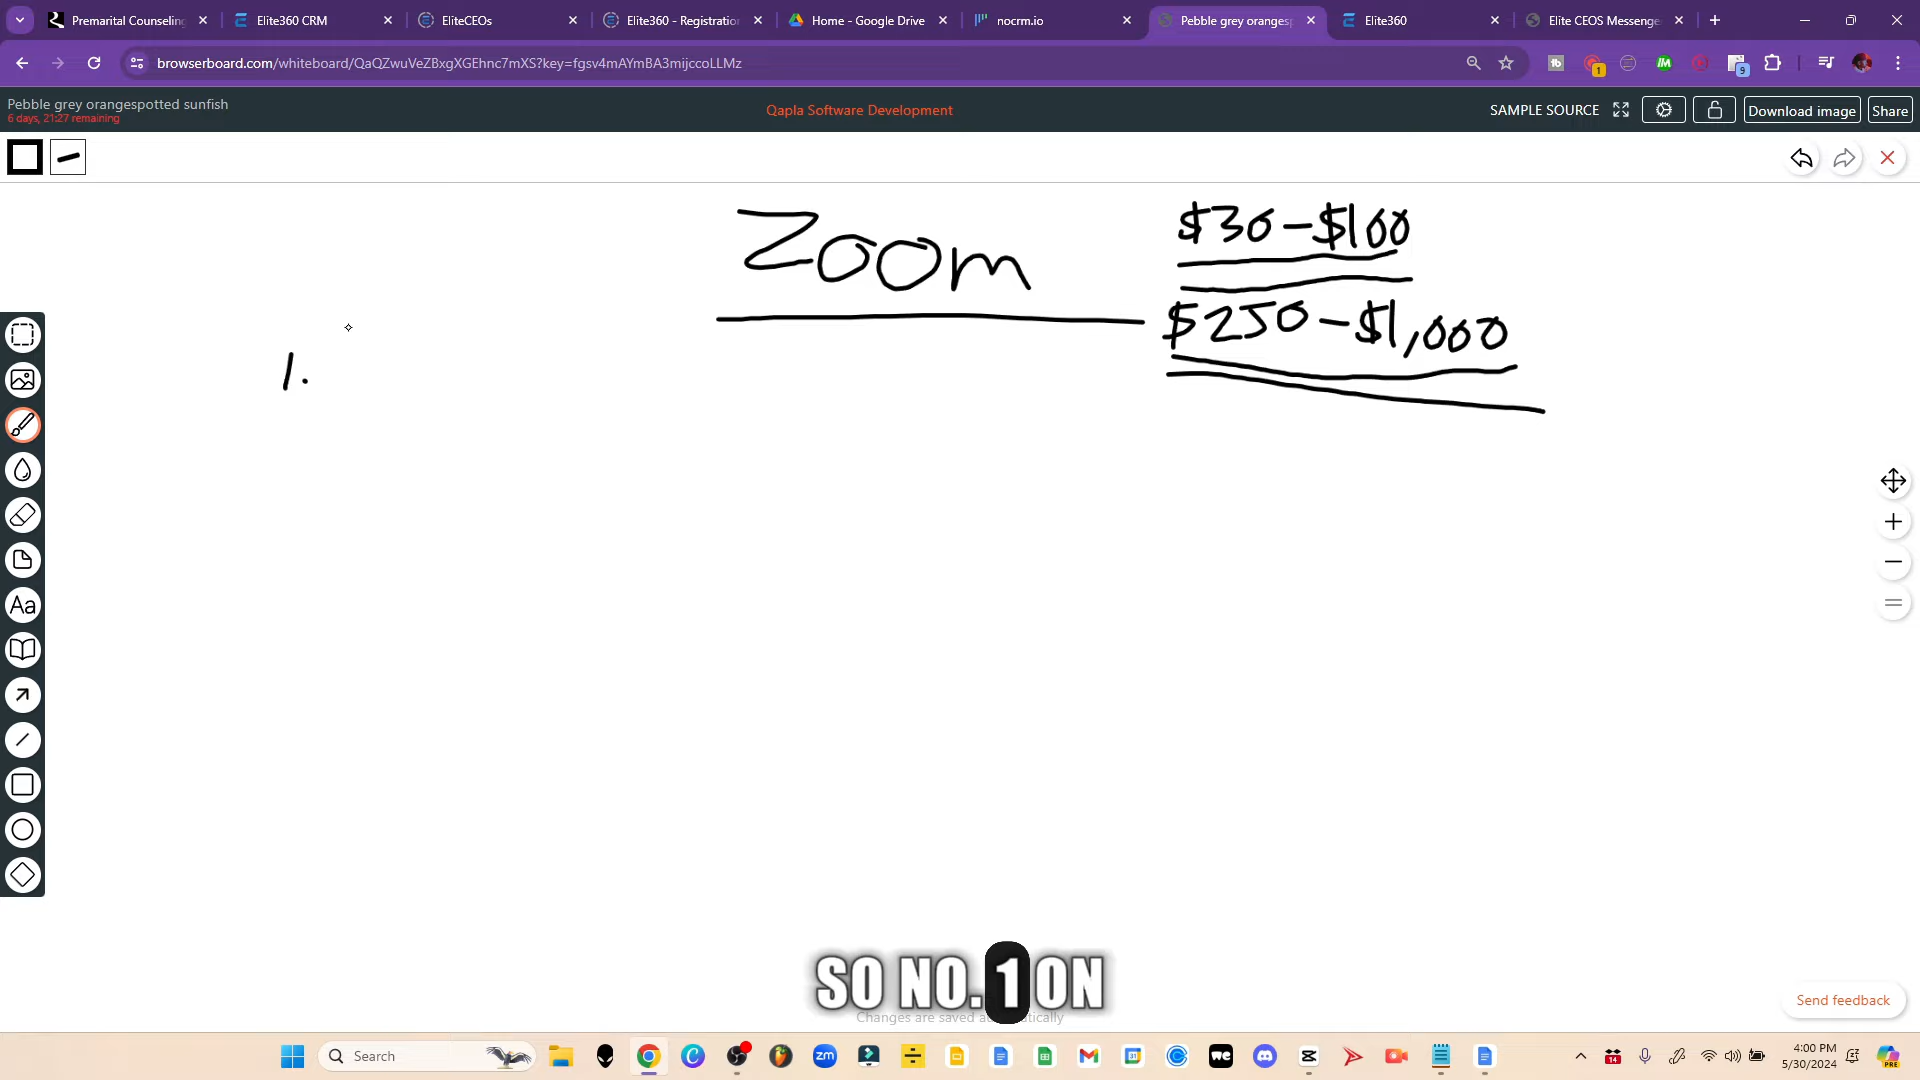 Premarital Counseling
Elite360 CRM
EliteCEOs
Elite360 - Registration
Home - Google Drive
nocrm.io
Pebble grey orangesp
Elite360
Elite CEOS Messenge
browserboard.com/whiteboard/QaQZwuVeZBxgXGEhnc7mXS?key=fgsv4mAYmBA3mijccoLLMz
Pebble grey orangespotted sunfish
6 days, 21:27 remaining
Qapla Software Development
SAMPLE SOURCE
Download image
Share
Zoom
$30-$100
$250-$1,000
1.
Aa
SO NO. 1 ON
Changes are saved automatically
Send feedback
Search
4:00 PM
5/30/2024